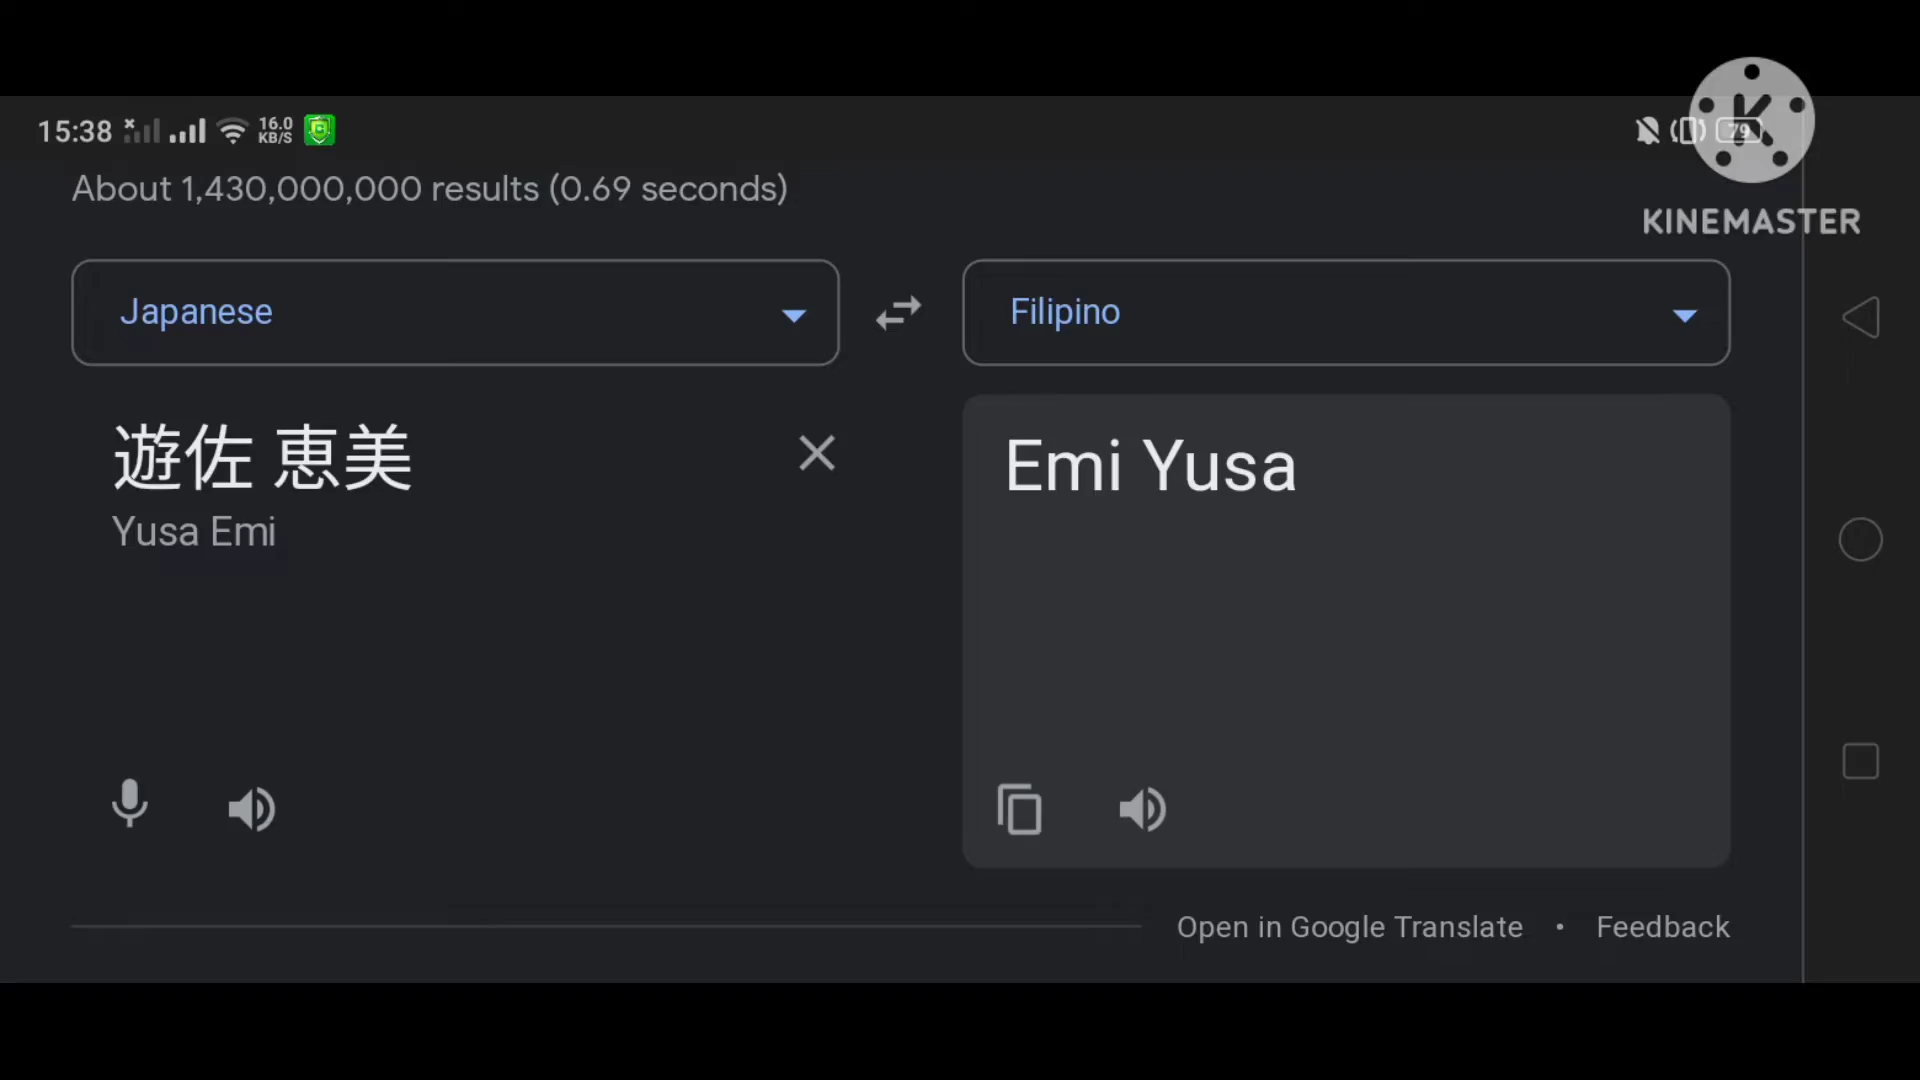 15:38 16.0 KB/S 79
KINEMASTER
About 1,430,000,000 results (0.69 seconds)
Japanese
Filipino
遊佐 恵美
Yusa Emi
Emi Yusa
Open in Google Translate • Feedback